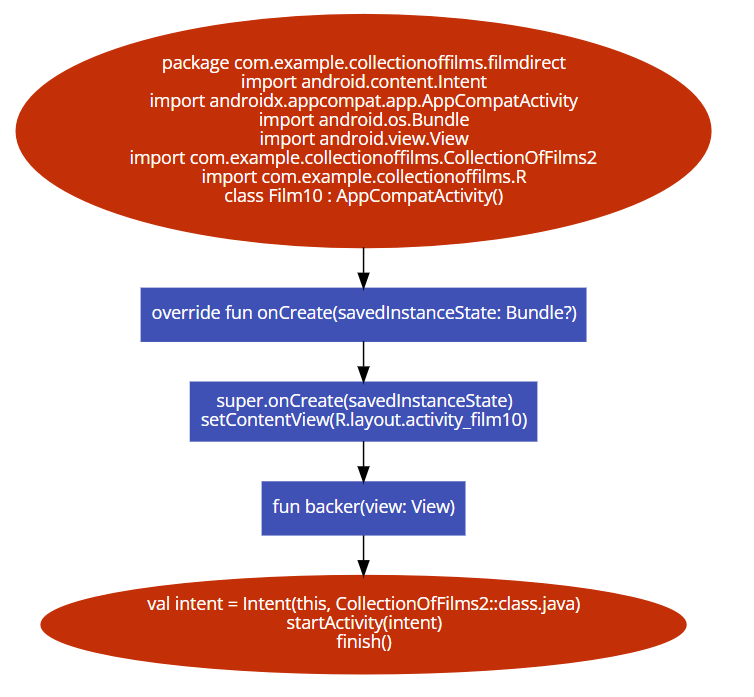 package com.example.collectionoffilms.filmdirect
import android.content.Intent
import androidx.appcompat.app.AppCompatActivity
import android.os.Bundle
import android.view.View
import com.example.collectionoffilms.CollectionOfFilms2
import com.example.collectionoffilms.R
class Film10 : AppCompatActivity()
override fun onCreate(savedInstanceState: Bundle?)
super.onCreate(savedInstanceState)
setContentView(R.layout.activity_film10)
fun backer(view: View)
val intent = Intent(this, CollectionOfFilms2::class.java)
startActivity(intent)
finish()